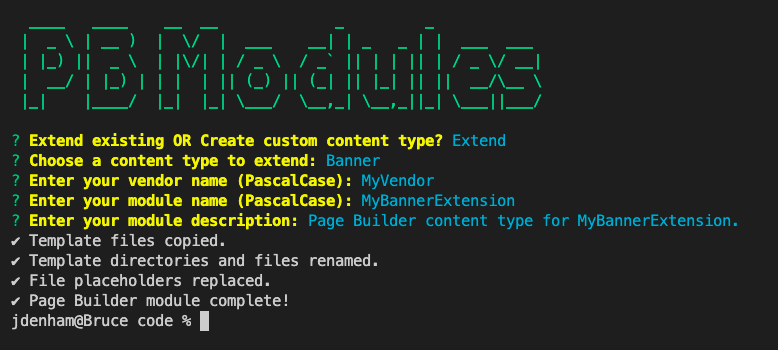 PBModules
? Extend existing OR Create custom content type? Extend
? Choose a content type to extend: Banner
? Enter your vendor name (PascalCase): MyVendor
? Enter your module name (PascalCase): MyBannerExtension
? Enter your module description: Page Builder content type for MyBannerExtension.
✔ Template files copied.
✔ Template directories and files renamed.
✔ File placeholders replaced.
✔ Page Builder module complete!
jdenham@Bruce code %